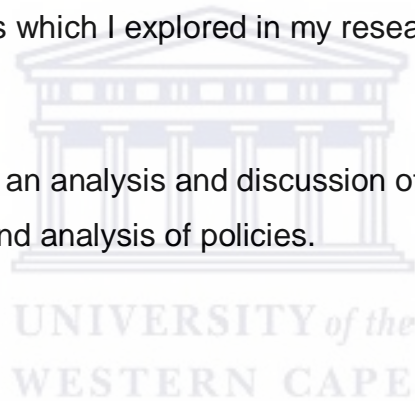 s which I explored in my resea
an analysis and discussion of
nd analysis of policies.
UNIVERSITY of the
WESTERN CAPE